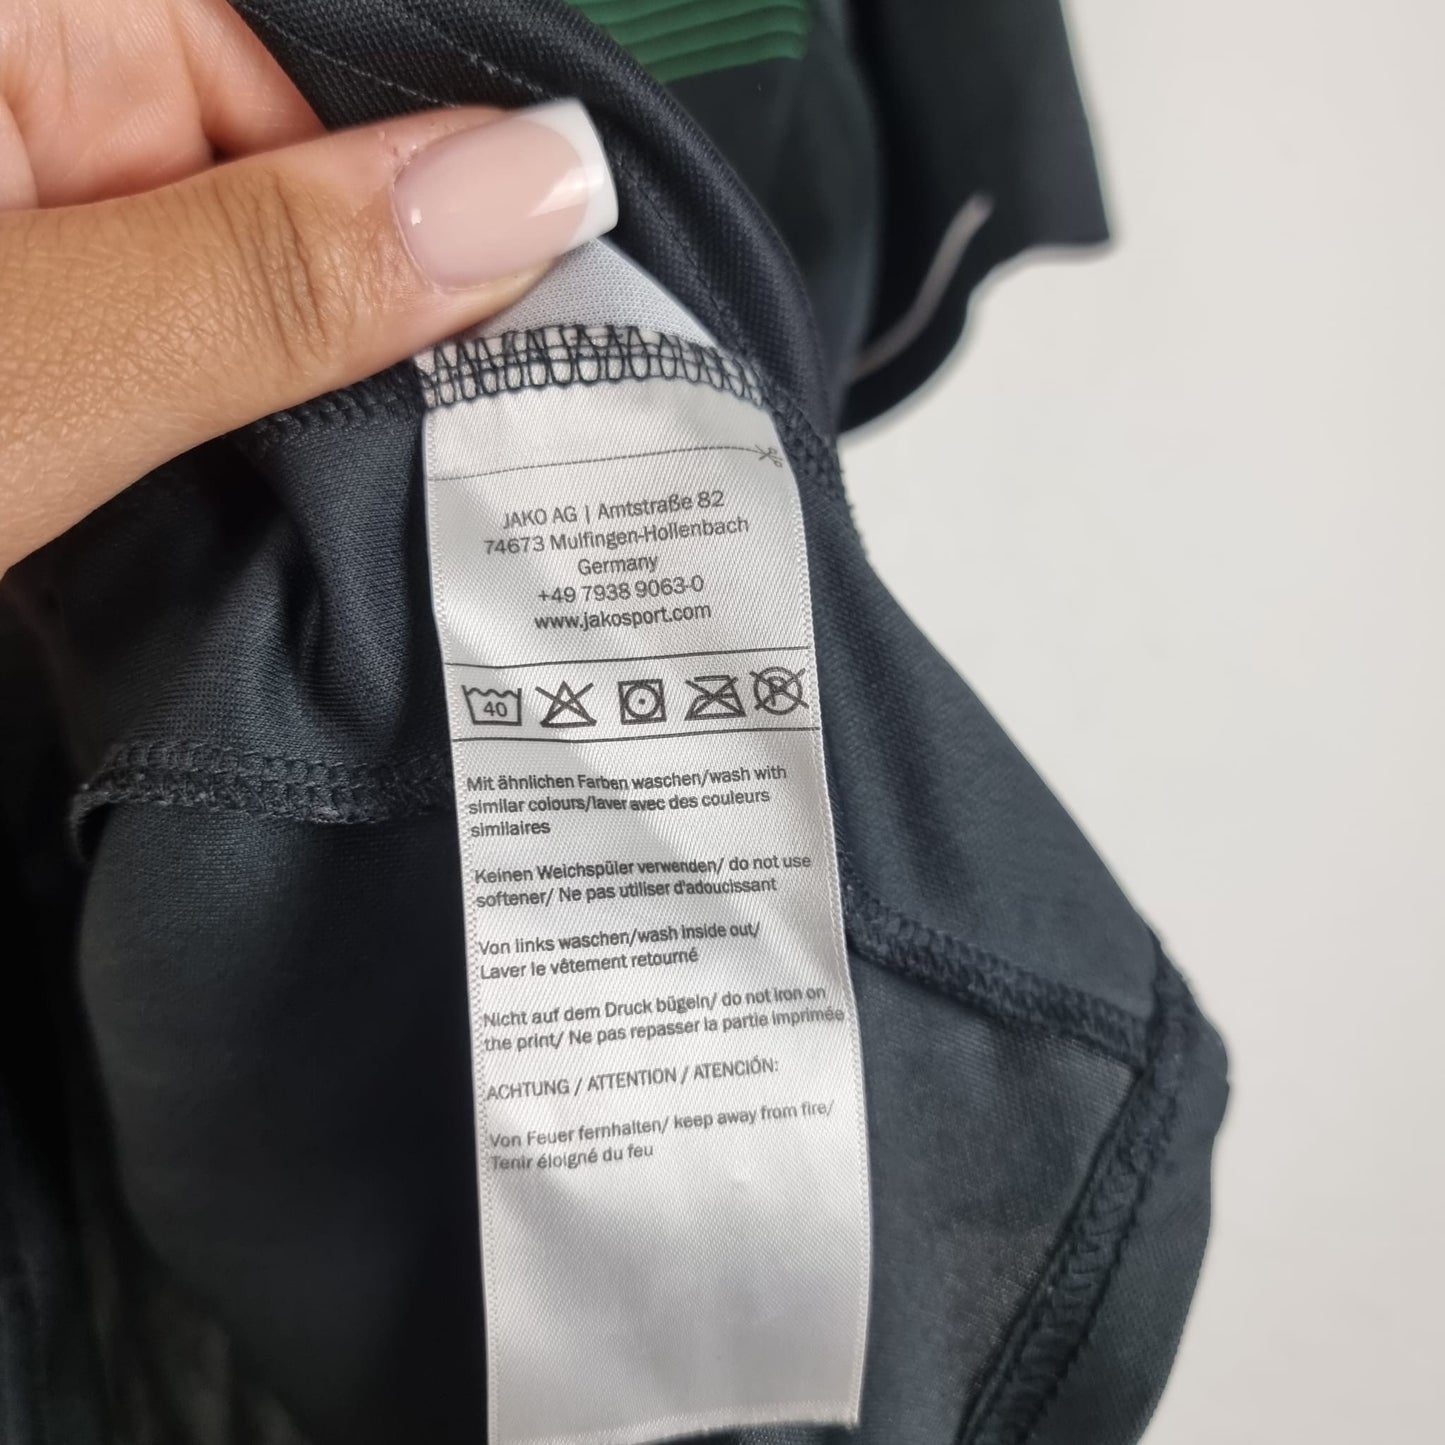 JAKO AG | Amtstraße 82
74673 Mulfingen-Hollenbach
Germany
+49 7938 9063-0
www.jakosport.com
40
P
Mit ähnlichen Farben waschen/wash with
similar colours/laver avec des couleurs
similaires
Keinen Weichspüler verwenden/ do not use
softener/ Ne pas utiliser d'adoucissant
Von links waschen/wash inside out/
Laver le vêtement retourné
Nicht auf dem Druck bügeln/ do not iron on
the print/ Ne pas repasser la partie imprimée
ACHTUNG / ATTENTION / ATENCIÓN:
Von Feuer fernhalten/ keep away from fire/
Tenir éloigné du feu